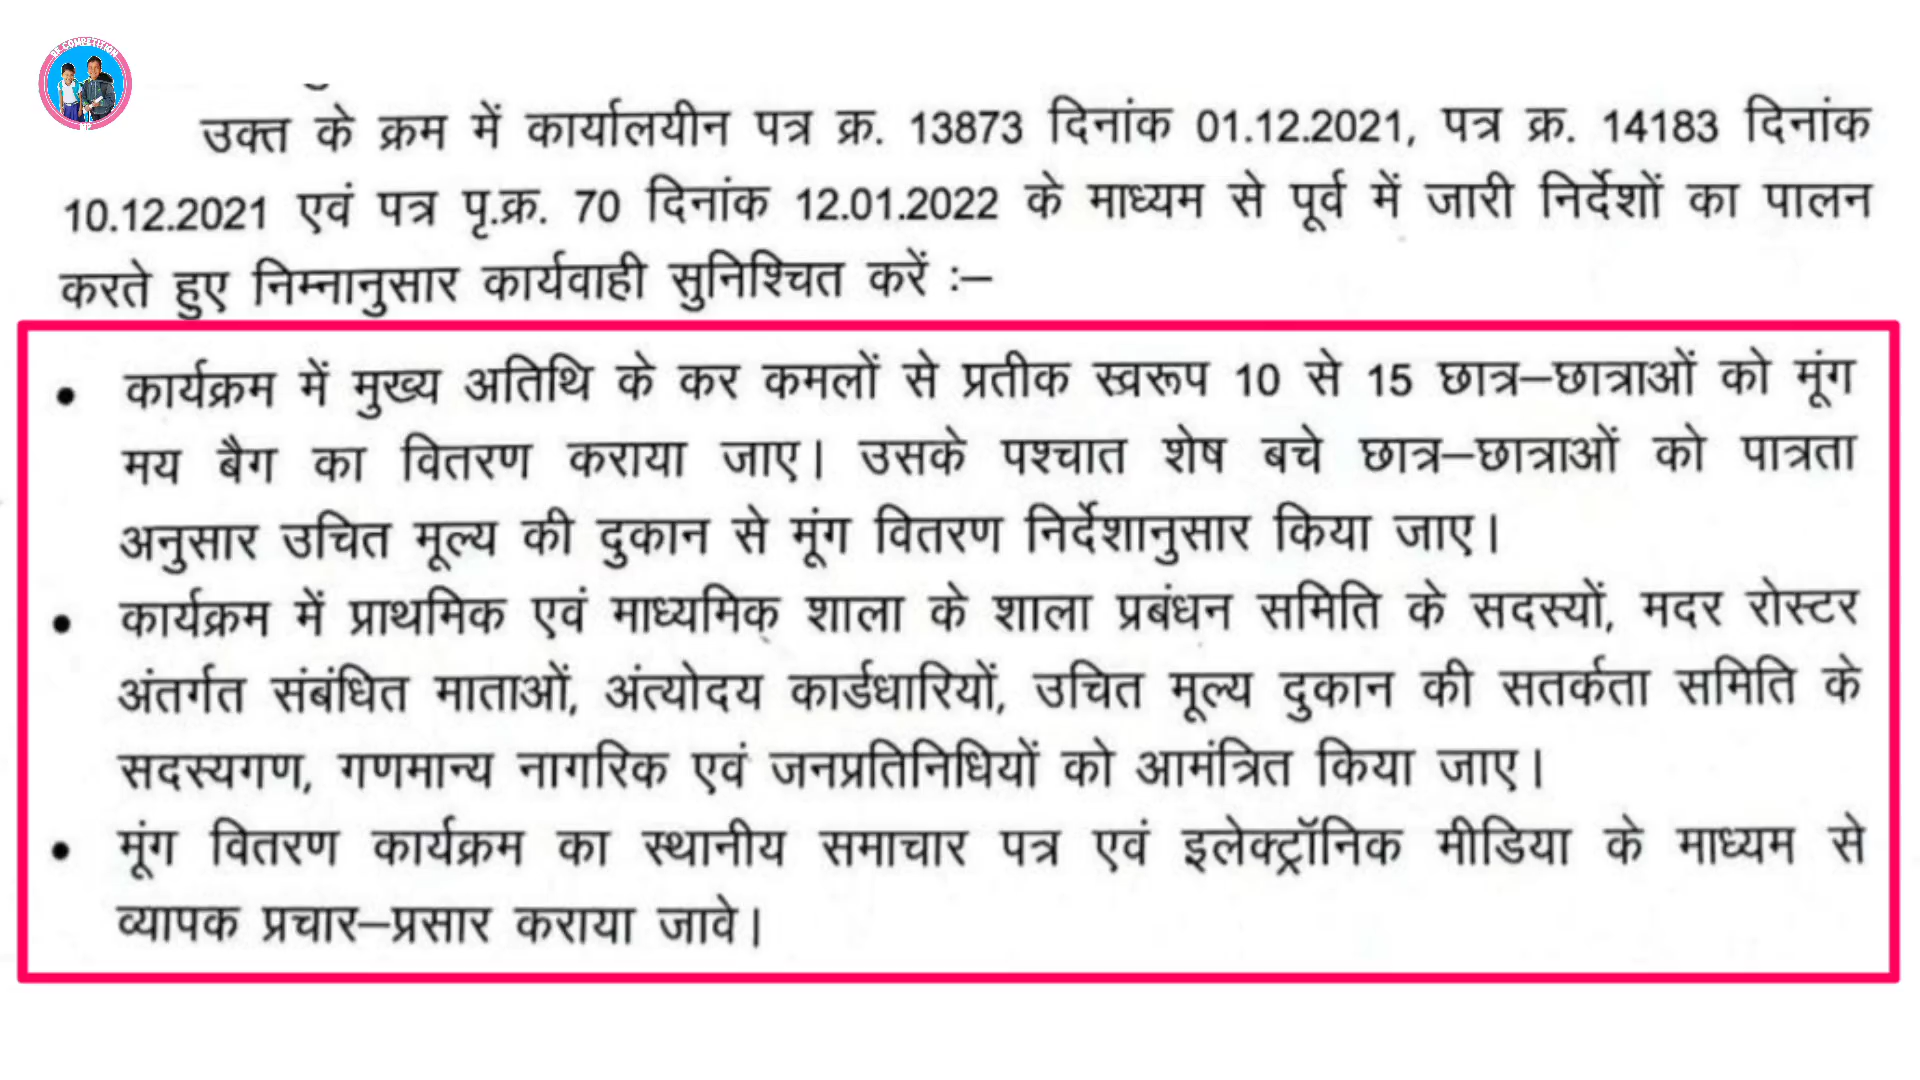 BE COMPETITION
MP
उक्त के क्रम में कार्यालयीन पत्र क्र. 13873 दिनांक 01.12.2021, पत्र क्र. 14183 दिनांक
10.12.2021 एवं पत्र पृ.क्र. 70 दिनांक 12.01.2022 के माध्यम से पूर्व में जारी निर्देशों का पालन
करते हुए निम्नानुसार कार्यवाही सुनिश्चित करें :–
• कार्यक्रम में मुख्य अतिथि के कर कमलों से प्रतीक स्वरूप 10 से 15 छात्र–छात्राओं को मूंग
मय बैग का वितरण कराया जाए। उसके पश्चात शेष बचे छात्र–छात्राओं को पात्रता
अनुसार उचित मूल्य की दुकान से मूंग वितरण निर्देशानुसार किया जाए।
• कार्यक्रम में प्राथमिक एवं माध्यमिक शाला के शाला प्रबंधन समिति के सदस्यों, मदर रोस्टर
अंतर्गत संबंधित माताओं, अंत्योदय कार्डधारियों, उचित मूल्य दुकान की सतर्कता समिति के
सदस्यगण, गणमान्य नागरिक एवं जनप्रतिनिधियों को आमंत्रित किया जाए।
• मूंग वितरण कार्यक्रम का स्थानीय समाचार पत्र एवं इलेक्ट्रॉनिक मीडिया के माध्यम से
व्यापक प्रचार–प्रसार कराया जावे।